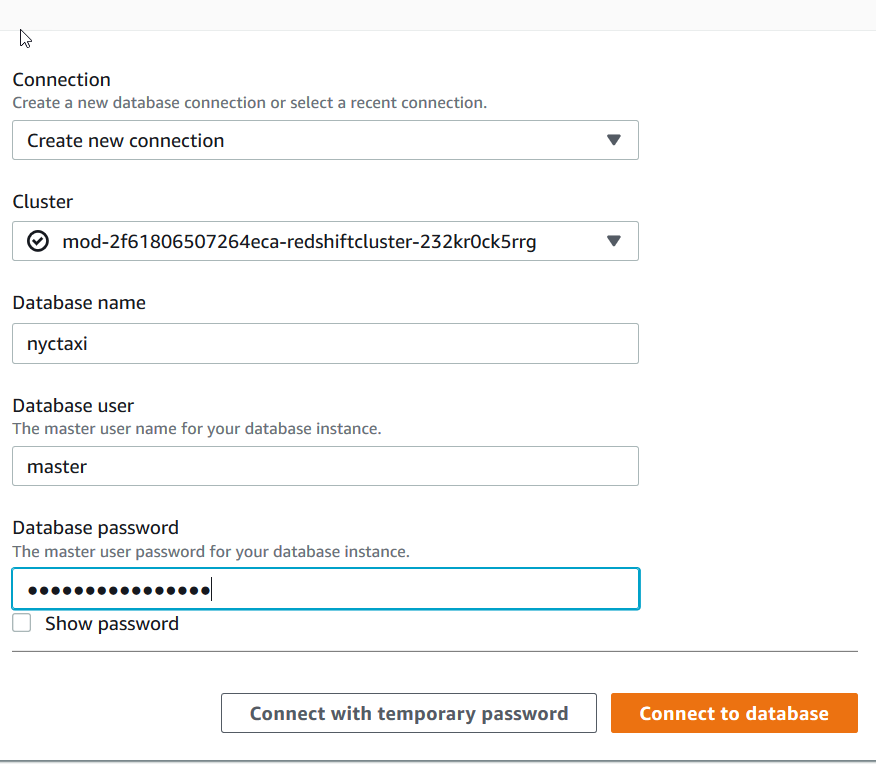 Connection
Create a new database connection or select a recent connection.
Create new connection
Cluster
mod-2f61806507264eca-redshiftcluster-232kr0ck5rrg
Database name
nyctaxi
Database user
The master user name for your database instance.
master
Database password
The master user password for your database instance.
••••••••••••••••
Show password
Connect with temporary password
Connect to database